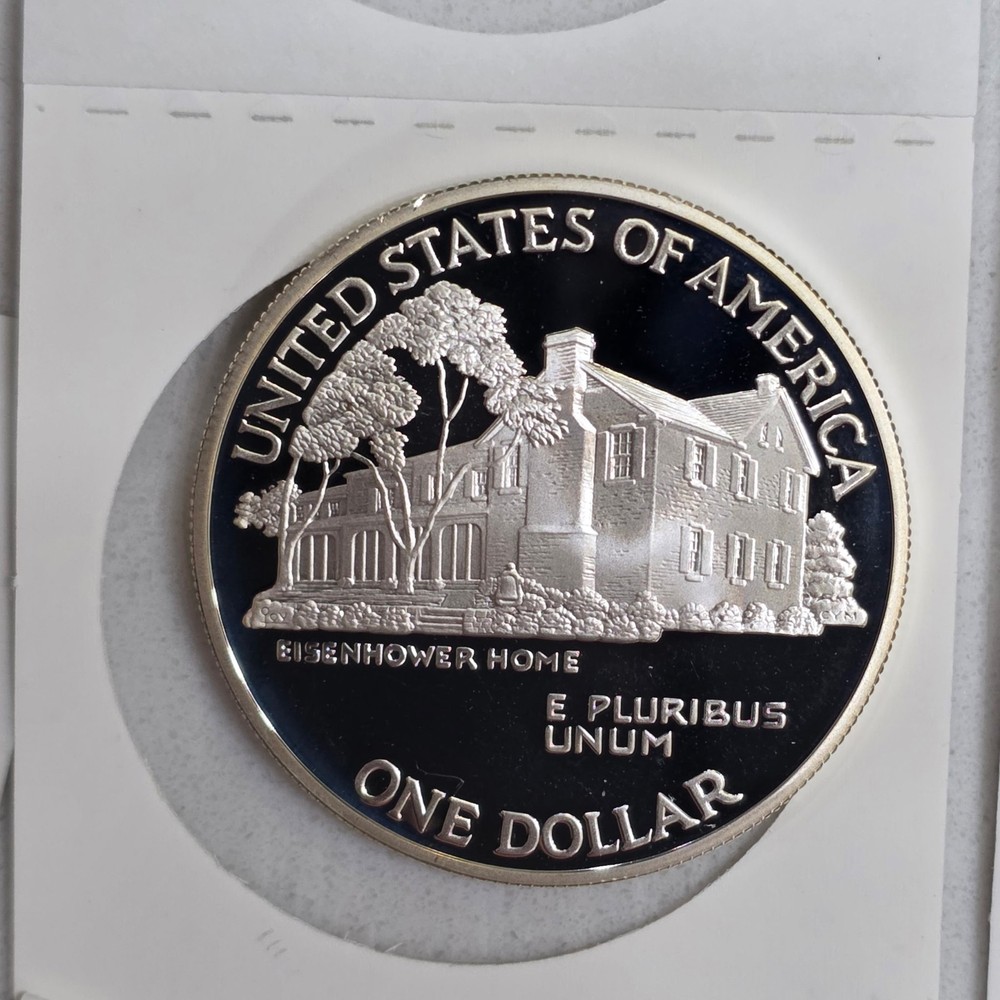 UNITED STATES OF AMERICA
EISENHOWER HOME
E PLURIBUS
UNUM
ONE DOLLAR